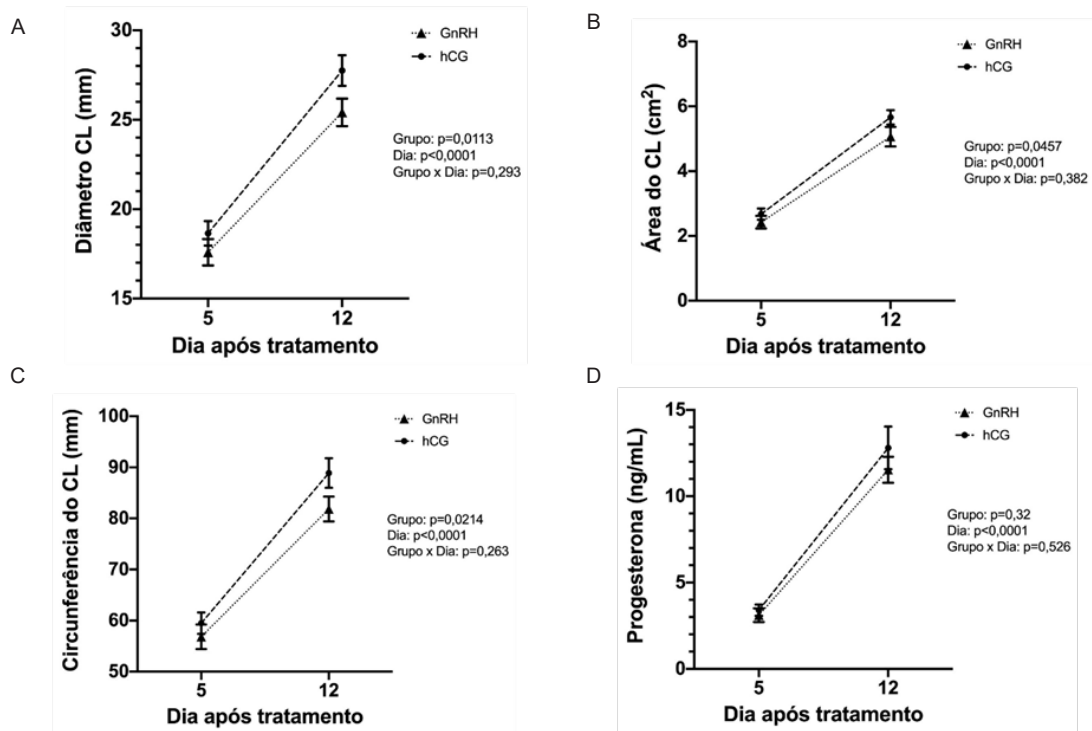 A
30
25
20
15
Diâmetro CL (mm)
GnRH
hCG
Grupo: p=0,0113
Dia: p<0,0001
Grupo x Dia: p=0,293
5
12
Dia após tratamento
B
8
6
4
2
0
Área do CL (cm²)
GnRH
hCG
Grupo: p=0,0457
Dia: p<0,0001
Grupo x Dia: p=0,382
5
12
Dia após tratamento
C
100
90
80
70
60
50
Circunferência do CL (mm)
GnRH
hCG
Grupo: p=0,0214
Dia: p<0,0001
Grupo x Dia: p=0,263
5
12
Dia após tratamento
D
15
10
5
0
Progesterona (ng/mL)
GnRH
hCG
Grupo: p=0,32
Dia: p<0,0001
Grupo x Dia: p=0,526
5
12
Dia após tratamento